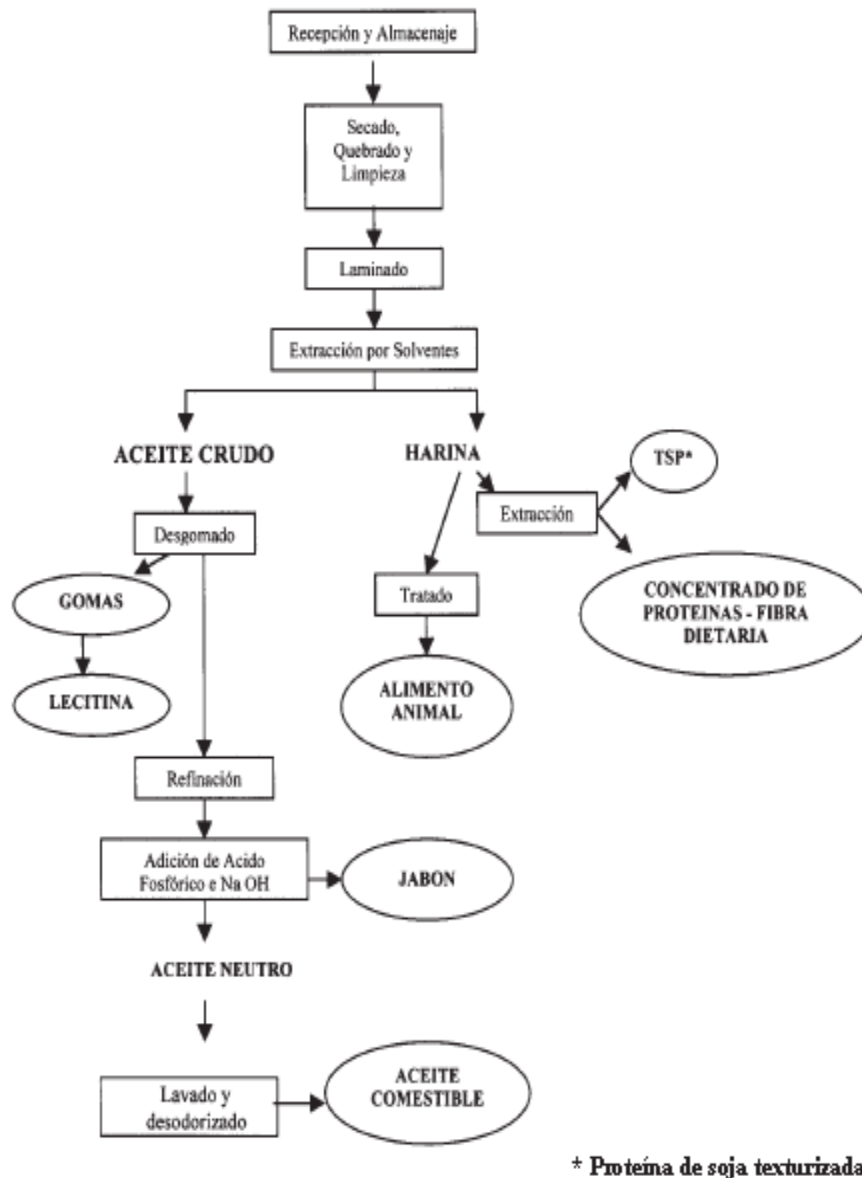 Recepción y Almacenaje
Secado,
Quebrado y
Limpieza
Laminado
Extracción por Solventes
ACEITE CRUDO
HARINA
TSP*
Extracción
Desgomado
GOMAS
LECITINA
Tratado
ALIMENTO
ANIMAL
CONCENTRADO DE
PROTEINAS - FIBRA
DIETARIA
Refinación
Adición de Acido
Fosfórico e Na OH
JABON
ACEITE NEUTRO
Lavado y
desodorizado
ACEITE
COMESTIBLE
* Proteína de soja texturizada